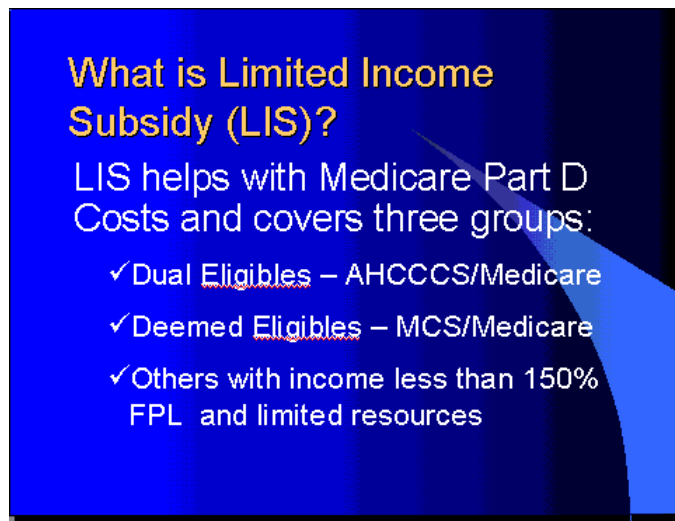 What is Limited Income
Subsidy (LIS)?
LIS helps with Medicare Part D
Costs and covers three groups:
✓Dual Eligibles – AHCCCS/Medicare
✓Deemed Eligibles – MCS/Medicare
✓Others with income less than 150%
FPL and limited resources